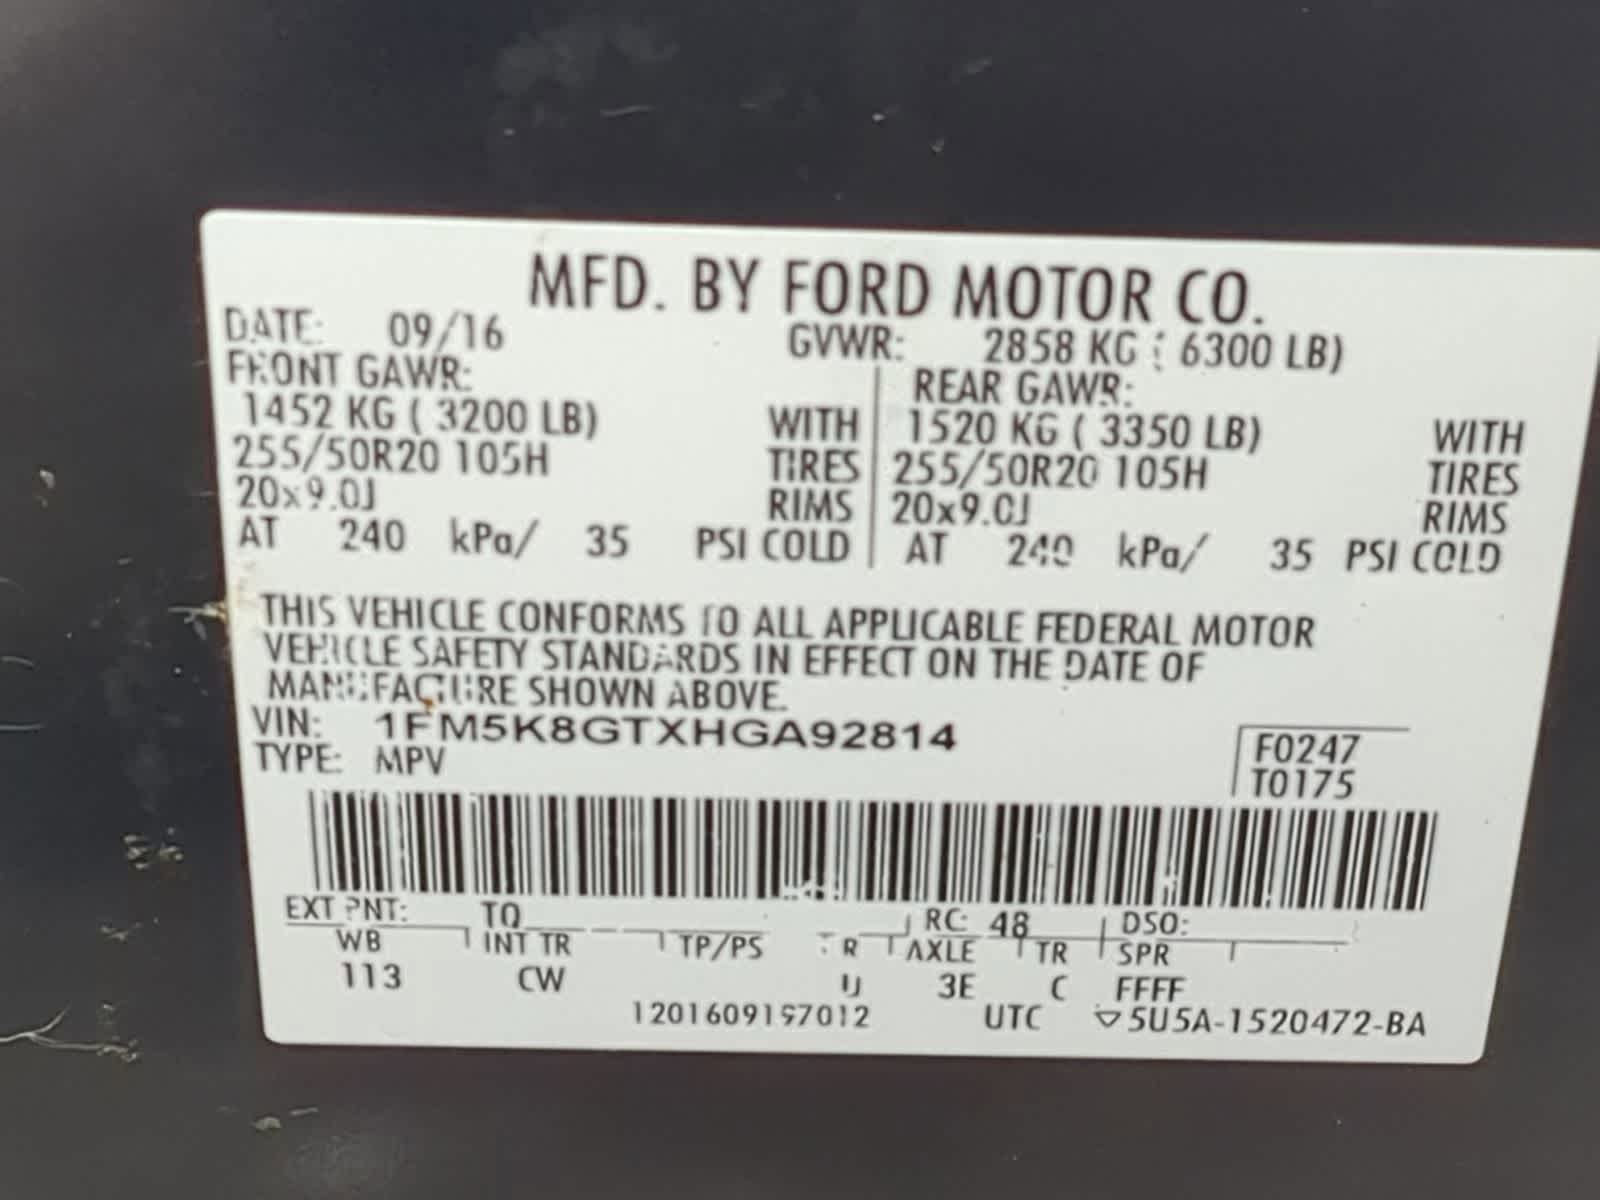 MFD. BY FORD MOTOR CO.
DATE: 09/16 GVWR: 2858 KG ( 6300 LB)
FRONT GAWR: REAR GAWR:
1452 KG ( 3200 LB) WITH 1520 KG ( 3350 LB) WITH
255/50R20 105H TIRES 255/50R20 105H TIRES
20x9.0J RIMS 20x9.0J RIMS
AT 240 kPa/ 35 PSI COLD AT 240 kPa/ 35 PSI COLD
THIS VEHICLE CONFORMS TO ALL APPLICABLE FEDERAL MOTOR
VEHICLE SAFETY STANDARDS IN EFFECT ON THE DATE OF
MANUFACTURE SHOWN ABOVE.
VIN: 1FM5K8GTXHGA92814
TYPE: MPV
F0247
T0175
EXT PNT: TQ RC: 48 DSO:
WB INT TR TP/PS R AXLE TR SPR
113 CW 3E C FFFF
UTC ▽5U5A-1520472-BA